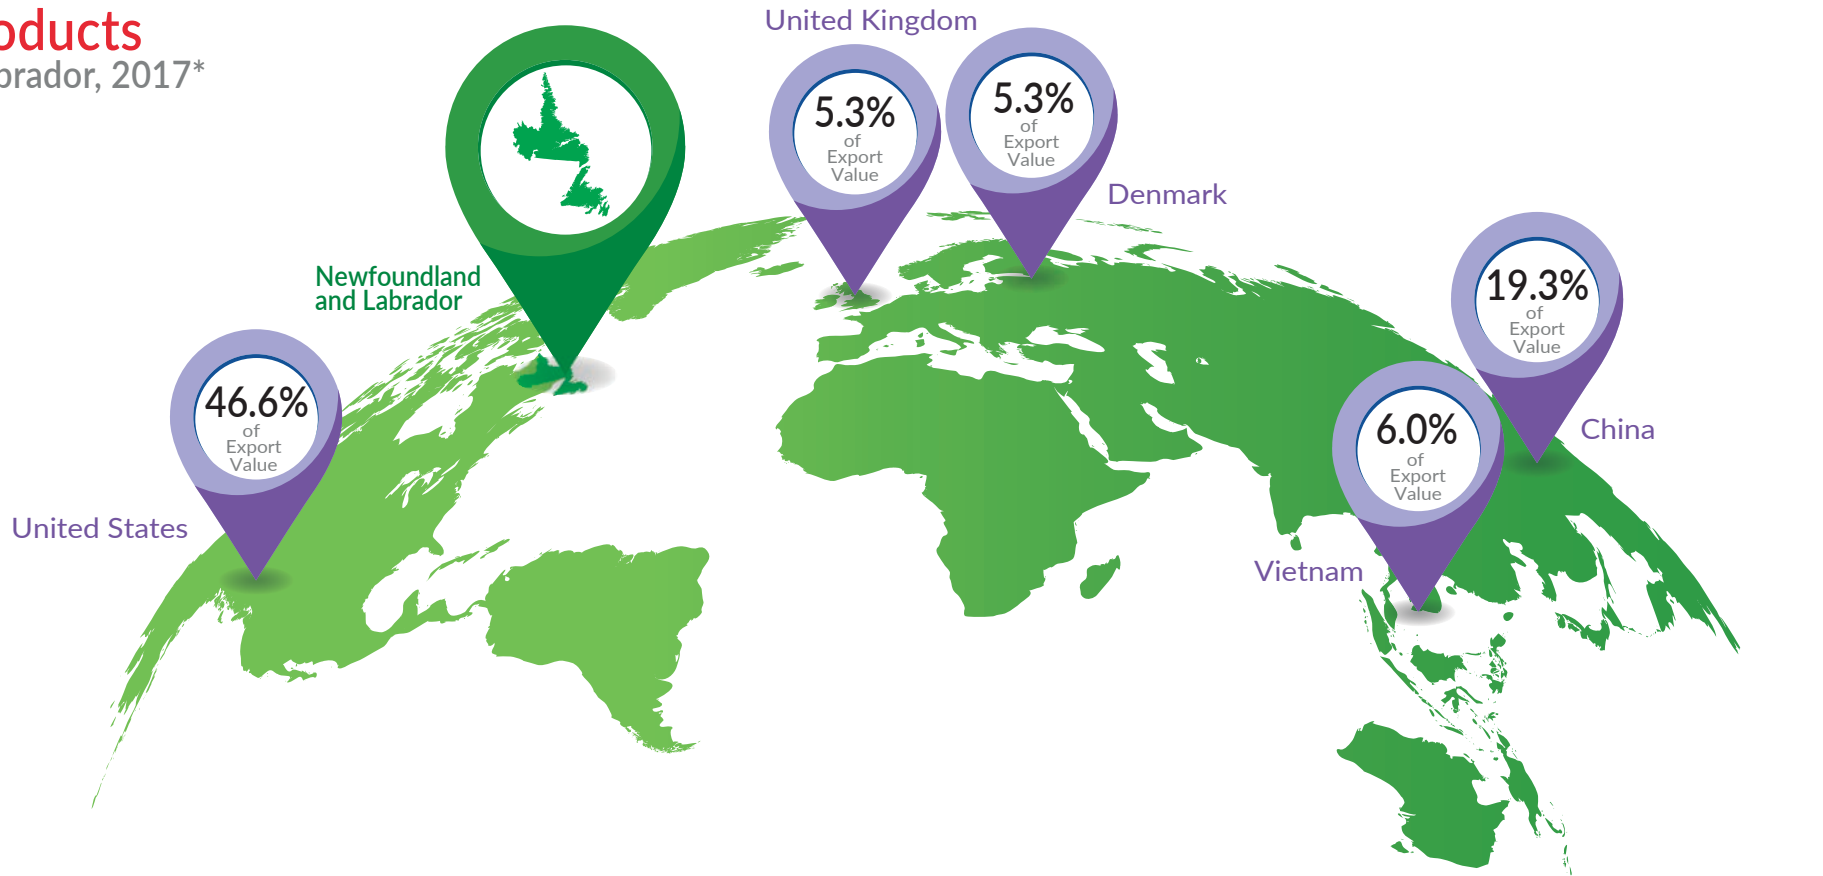 oducts
brador, 2017*
United Kingdom
5.3%
of
Export
Value
5.3%
of
Export
Value
Denmark
Newfoundland
and Labrador
19.3%
of
Export
Value
China
46.6%
of
Export
Value
United States
6.0%
of
Export
Value
Vietnam